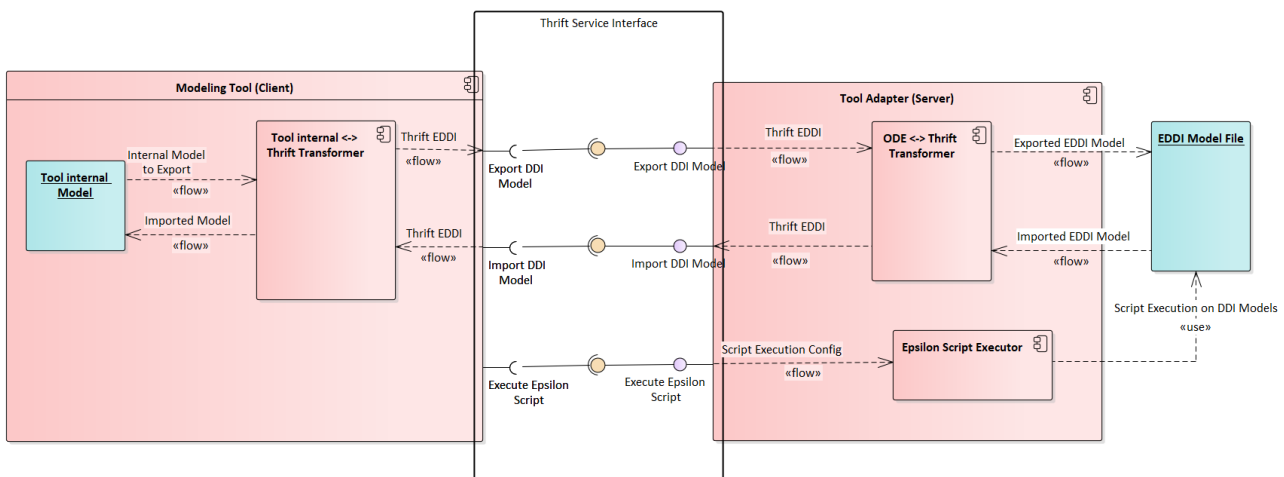 Thrift Service Interface
Modeling Tool (Client)
Tool internal
Model
Internal Model
to Export
«flow»
Imported Model
«flow»
Tool internal <->
Thrift Transformer
Thrift EDDI
«flow»
Thrift EDDI
«flow»
Export DDI
Model
Import DDI
Model
Execute Epsilon
Script
Export DDI Model
Import DDI Model
Execute Epsilon
Script
Tool Adapter (Server)
Thrift EDDI
«flow»
Thrift EDDI
«flow»
Script Execution Config
«flow»
ODE <-> Thrift
Transformer
Epsilon Script Executor
Exported EDDI Model
«flow»
Imported EDDI Model
«flow»
EDDI Model File
Script Execution on DDI Models
«use»